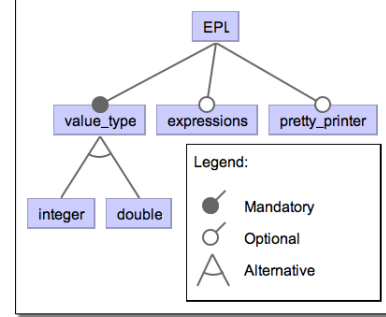 EPL
value_type expressions pretty_printer
Legend:
integer double
Mandatory
Optional
Alternative